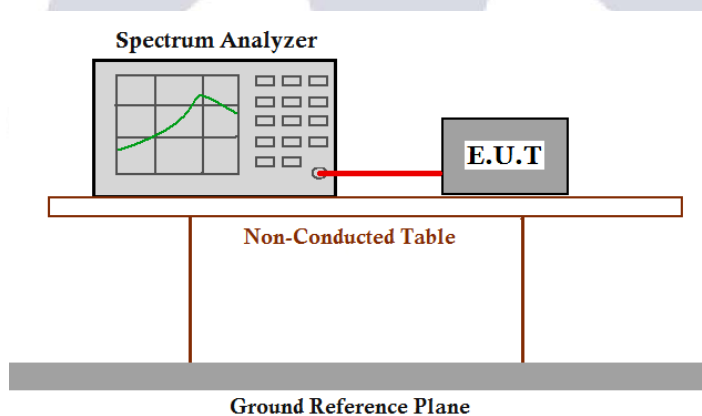 Spectrum Analyzer
E.U.T
Non-Conducted Table
Ground Reference Plane